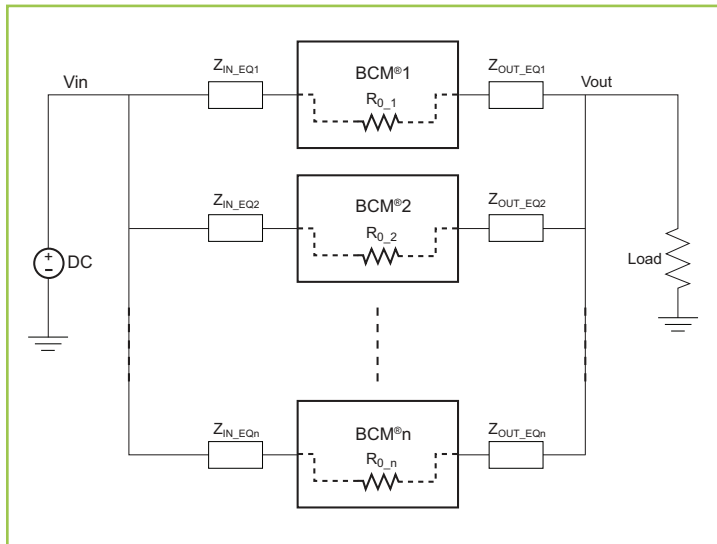 Vin
Z_IN_EQ1
BCM®1
R_0_1
Z_OUT_EQ1
Vout
Z_IN_EQ2
BCM®2
R_0_2
Z_OUT_EQ2
+
–
DC
Load
Z_IN_EQn
BCM®n
R_0_n
Z_OUT_EQn